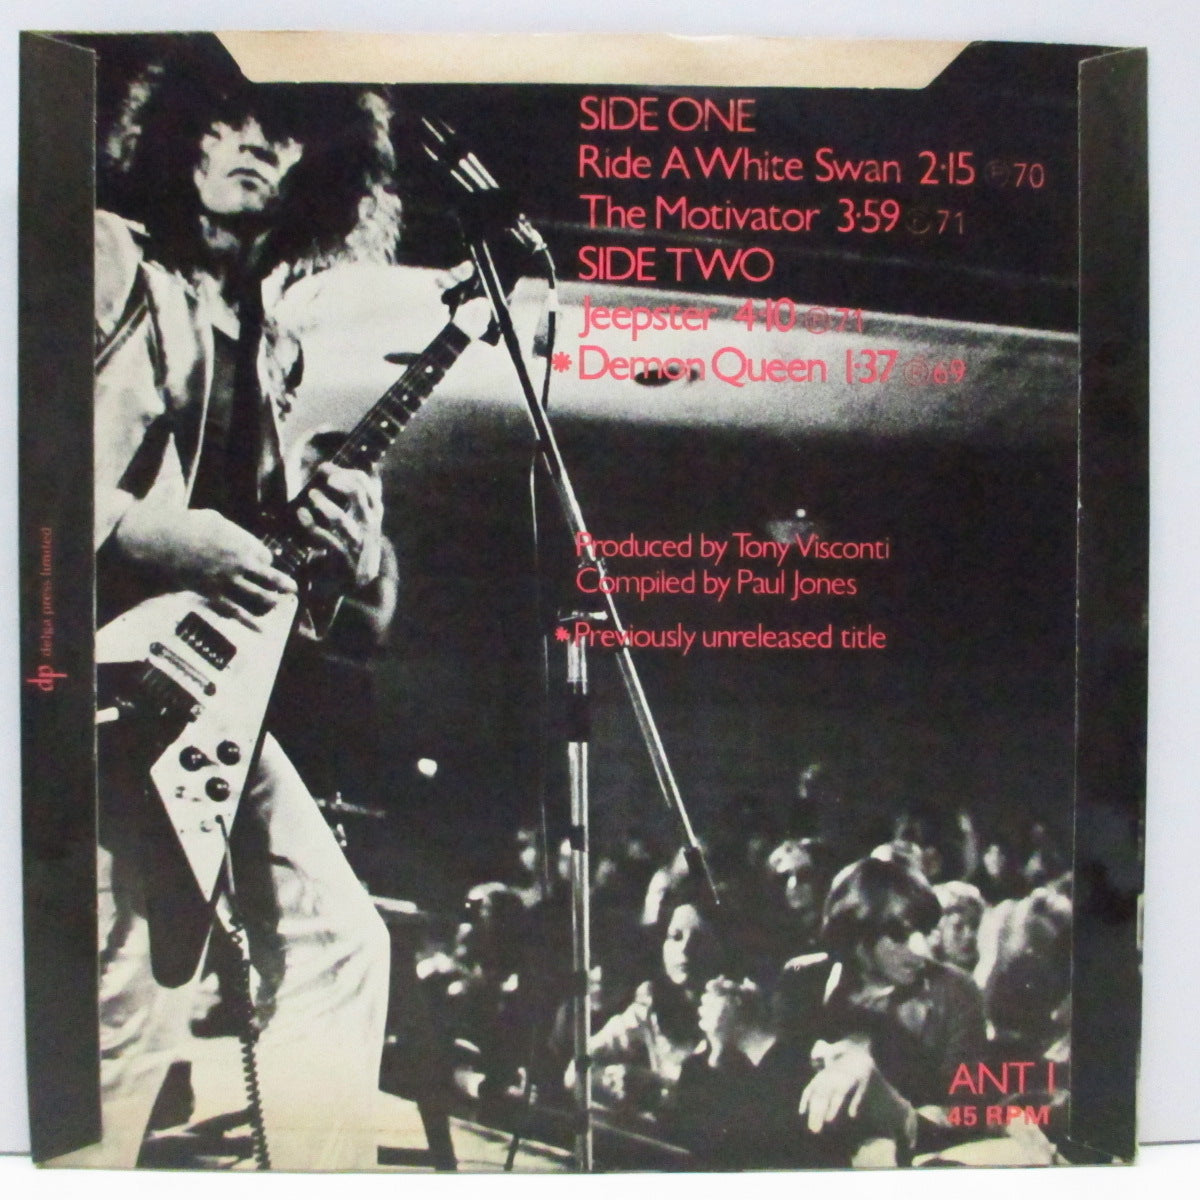 SIDE ONE
Ride A White Swan 2·15 ℗70
The Motivator 3·59 ℗71
SIDE TWO
Jeepster 4·10 ℗71
* Demon Queen 1·37 ℗69
Produced by Tony Visconti
Compiled by Paul Jones
* Previously unreleased title
ANT 1
45 RPM
dp delga press limited